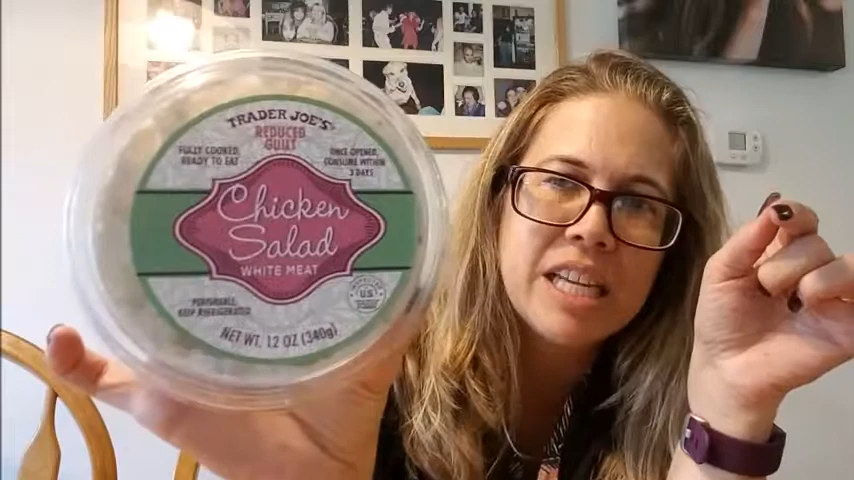 TRADER JOE'S
REDUCED
GUILT
FULLY COOKED
READY TO EAT
ONCE OPENED,
CONSUME WITHIN
3 DAYS
Chicken
Salad
WHITE MEAT
PERISHABLE
KEEP REFRIGERATED
NET WT. 12 OZ (340g)